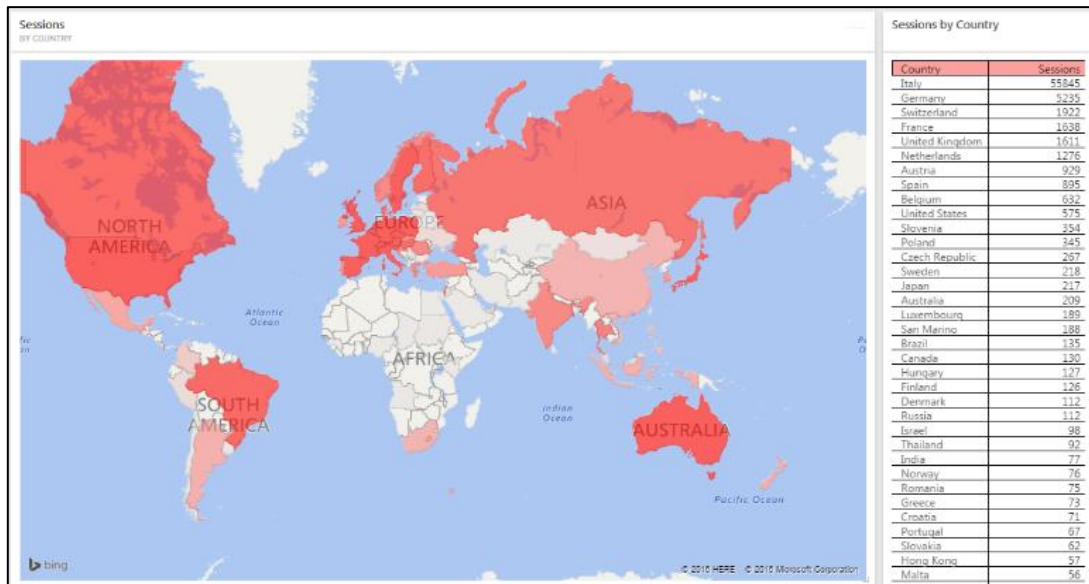 Sessions
BY COUNTRY
NORTH
AMERICA
EUROPE
ASIA
Atlantic
Ocean
AFRICA
SOUTH
AMERICA
Indian
Ocean
AUSTRALIA
Pacific Ocean
bing
© 2016 HERE © 2016 Microsoft Corporation
Sessions by Country
Country Sessions
Italy 55845
Germany 5235
Switzerland 1922
France 1638
United Kingdom 1611
Netherlands 1276
Austria 929
Spain 895
Belgium 632
United States 575
Slovenia 354
Poland 345
Czech Republic 267
Sweden 218
Japan 217
Australia 209
Luxembourg 189
San Marino 188
Brazil 135
Canada 130
Hungary 127
Finland 126
Denmark 112
Russia 112
Israel 98
Thailand 92
India 77
Norway 76
Romania 75
Greece 73
Croatia 71
Portugal 67
Slovakia 62
Hong Kong 57
Malta 56